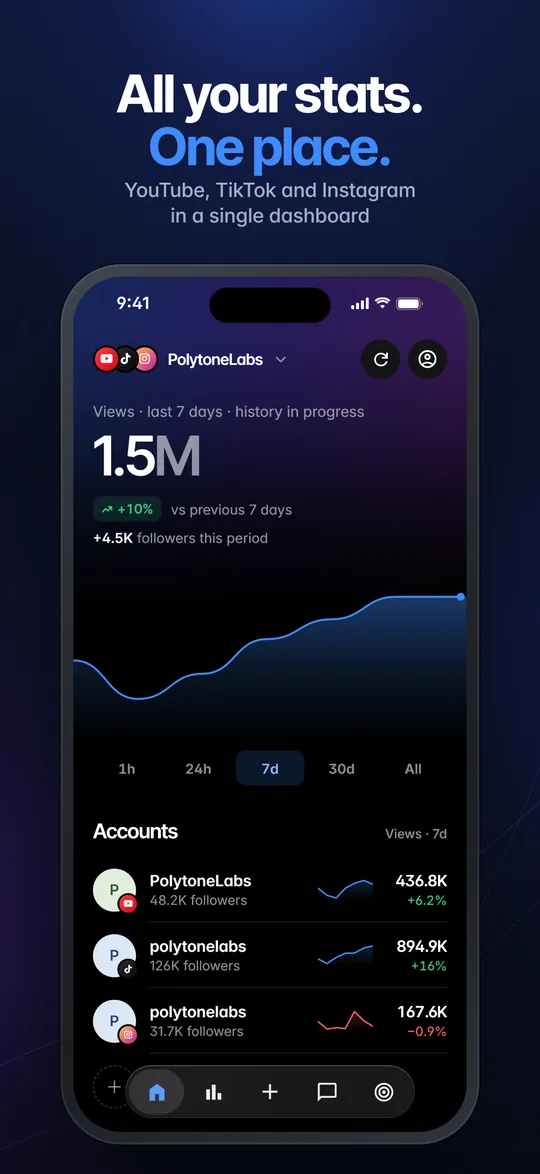 All your stats.
One place.
YouTube, TikTok and Instagram
in a single dashboard
9:41
PolytoneLabs
Views · last 7 days · history in progress
1.5M
+10% vs previous 7 days
+4.5K followers this period
1h 24h 7d 30d All
Accounts Views · 7d
P PolytoneLabs 436.8K
48.2K followers +6.2%
P polytonelabs 894.9K
126K followers +16%
P polytonelabs 167.6K
31.7K followers −0.9%